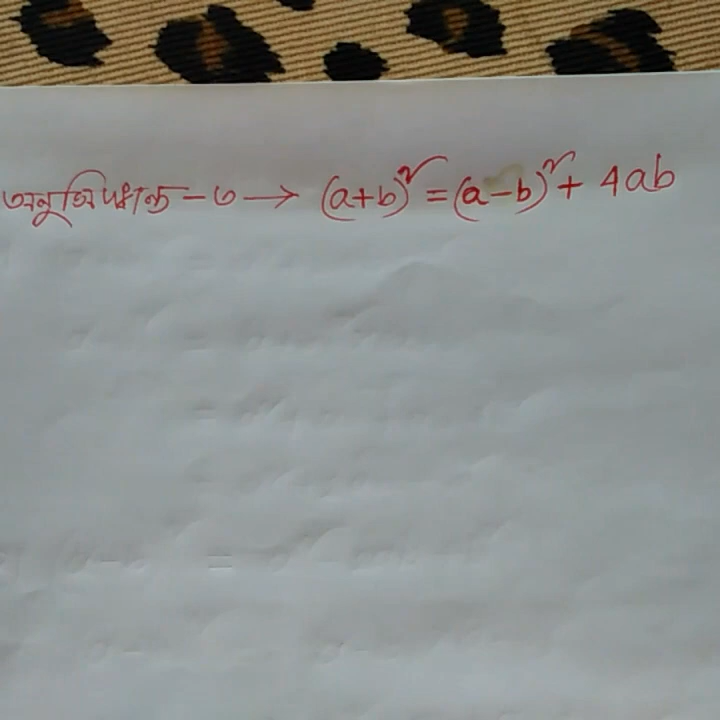 অনুসিদ্ধান্ত-৩ → (a+b)² = (a-b)² + 4ab